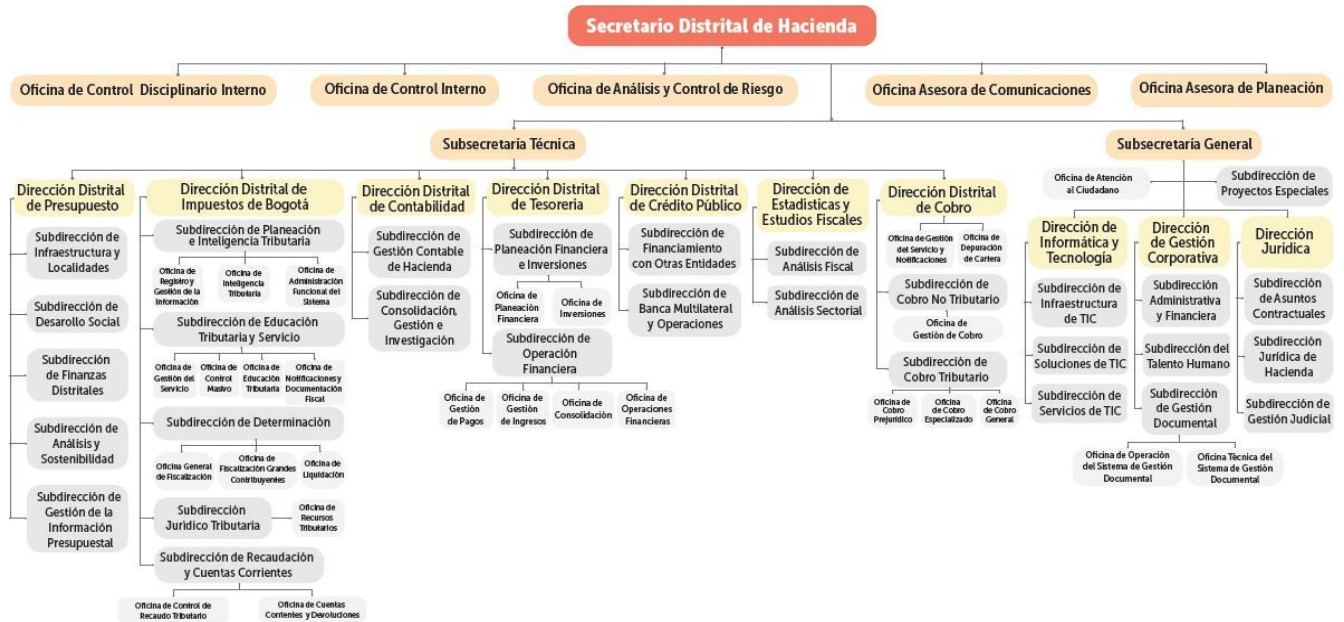 Secretario Distrital de Hacienda
Oficina de Control Disciplinario Interno
Oficina de Control Interno
Oficina de Análisis y Control de Riesgo
Oficina Asesora de Comunicaciones
Oficina Asesora de Planeación
Subsecretaría Técnica
Subsecretaría General
Dirección Distrital
de Presupuesto
Subdirección de
Infraestructura y
Localidades
Subdirección de
Desarollo Social
Subdirección
de Finanzas
Distritales
Subdirección de
Análisis y
Sostenibilidad
Subdirección de
Gestión de la
Información
Presupuestal
Dirección Distrital de
Impuestos de Bogotá
Subdirección de Planeación
e Inteligencia Tributaria
Oficina de
Registro y
Gestión de la
Información
Oficina de
Inteligencia
Tributaria
Oficina de
Administración
Funcional del
Sistema
Subdirección de Educación
Tributaria y Servicio
Oficina de
Gestión del
Servicio
Oficina de
Control
Masivo
Oficina de
Educación
Tributaria
Oficina de
Notificaciones y
Documentación
Fiscal
Subdirección de Determinación
Oficina General
de Fiscalización
Oficina de
Fiscalización Grandes
Contribuyentes
Oficina de
Liquidación
Subdirección
Jurídico Tributaria
Oficina de
Recursos
Tributarios
Subdirección de Recaudación
y Cuentas Corrientes
Oficina de Control de
Recaudo Tributario
Oficina de Cuentas
Corrientes y Devoluciones
Dirección Distrital
de Contabilidad
Subdirección de
Gestión Contable
de Hacienda
Subdirección de
Consolidación,
Gestión e
Investigación
Dirección Distrital
de Tesorería
Subdirección de
Planeación Financiera
e Inversiones
Oficina de
Planeación
Financiera
Oficina de
Inversiones
Subdirección de
Operación
Financiera
Oficina de
Gestión
de Pagos
Oficina de
Gestión
de Ingresos
Oficina de
Consolidación
Oficina de
Operaciones
Financieras
Dirección Distrital
de Crédito Público
Subdirección de
Financiamiento
con Otras Entidades
Subdirección de
Banca Multilateral
y Operaciones
Dirección de
Estadísticas y
Estudios Fiscales
Subdirección de
Análisis Fiscal
Subdirección de
Análisis Sectorial
Dirección Distrital
de Cobro
Oficina de Gestión
del Servicio y
Notificaciones
Oficina de
Depuración
de Cartera
Subdirección de
Cobro No Tributario
Oficina de
Gestión de Cobro
Subdirección de
Cobro Tributario
Oficina de
Cobro
Prejurídico
Oficina
de Cobro
Especializado
Oficina
de Cobro
General
Oficina de Atención
al Ciudadano
Subdirección de
Proyectos Especiales
Dirección de
Informática y
Tecnología
Subdirección de
Infraestructura
de TIC
Subdirección de
Soluciones de TIC
Subdirección
de Servicios de TIC
Dirección
de Gestión
Corporativa
Subdirección
Administrativa
y Financiera
Subdirección del
Talento Humano
Subdirección
de Gestión
Documental
Oficina de Operación
del Sistema de Gestión
Documental
Oficina Técnica del
Sistema de Gestión
Documental
Dirección
Jurídica
Subdirección
de Asuntos
Contractuales
Subdirección
Jurídica de
Hacienda
Subdirección de
Gestión Judicial